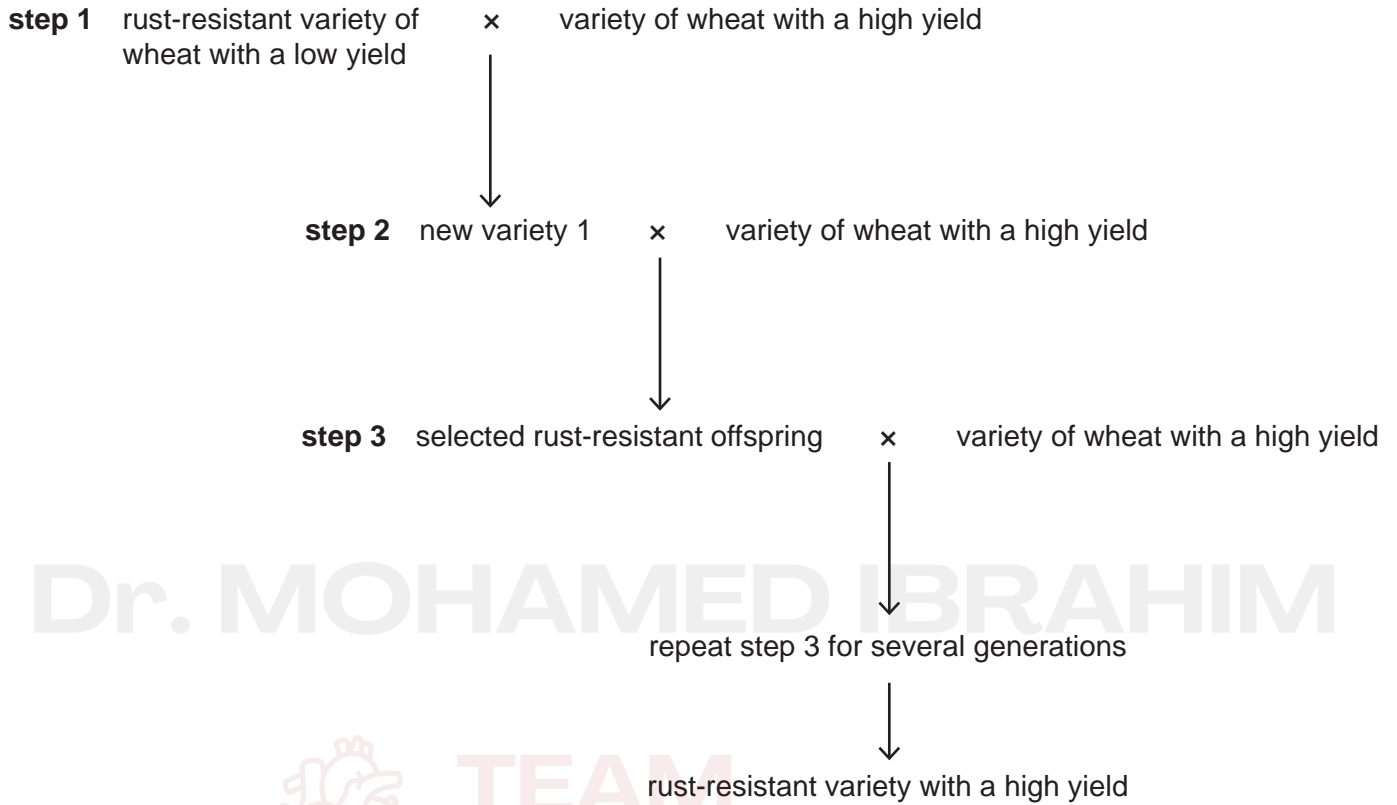 step 1 rust-resistant variety of × variety of wheat with a high yield
wheat with a low yield
step 2 new variety 1 × variety of wheat with a high yield
step 3 selected rust-resistant offspring × variety of wheat with a high yield
Dr. MOHAMED IBRAHIM
repeat step 3 for several generations
TEAM
rust-resistant variety with a high yield